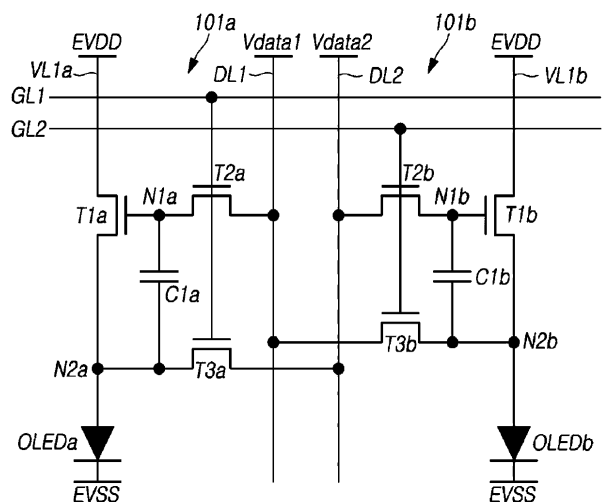 101a
101b
EVDD
Vdata1
Vdata2
EVDD
VL1a
DL1
DL2
VL1b
GL1
GL2
T2a
T2b
N1a
N1b
T1a
T1b
C1a
C1b
T3a
T3b
N2a
N2b
OLEDa
OLEDb
EVSS
EVSS